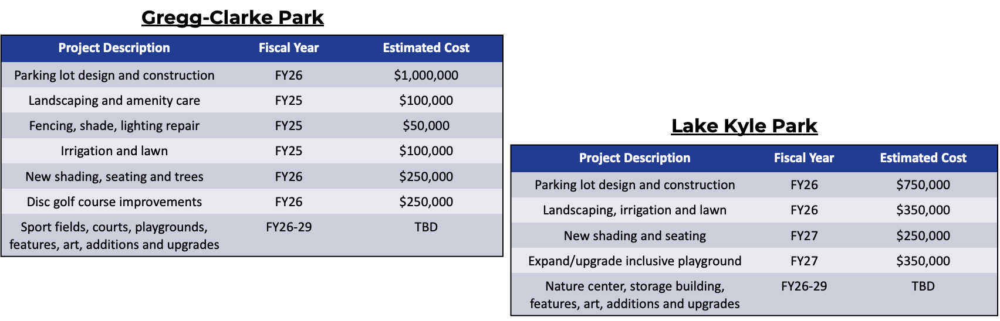 Gregg-Clarke Park
Project Description Fiscal Year Estimated Cost
Parking lot design and construction FY26 $1,000,000
Landscaping and amenity care FY25 $100,000
Fencing, shade, lighting repair FY25 $50,000
Irrigation and lawn FY25 $100,000
New shading, seating and trees FY26 $250,000
Disc golf course improvements FY26 $250,000
Sport fields, courts, playgrounds, FY26-29 TBD
features, art, additions and upgrades
Lake Kyle Park
Project Description Fiscal Year Estimated Cost
Parking lot design and construction FY26 $750,000
Landscaping, irrigation and lawn FY26 $350,000
New shading and seating FY27 $250,000
Expand/upgrade inclusive playground FY27 $350,000
Nature center, storage building, FY26-29 TBD
features, art, additions and upgrades